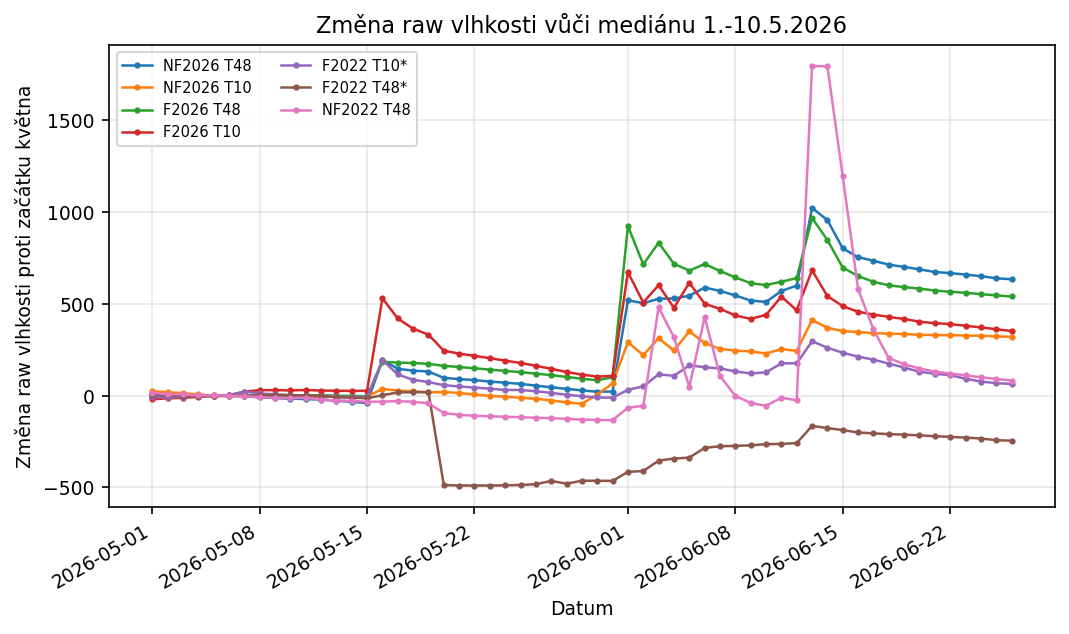 Změna raw vlhkosti vůči mediánu 1.-10.5.2026
Změna raw vlhkosti proti začátku května
NF2026 T48
NF2026 T10
F2026 T48
F2026 T10
F2022 T10*
F2022 T48*
NF2022 T48
1500
1000
500
0
−500
2026-05-01
2026-05-08
2026-05-15
2026-05-22
2026-06-01
2026-06-08
2026-06-15
2026-06-22
Datum